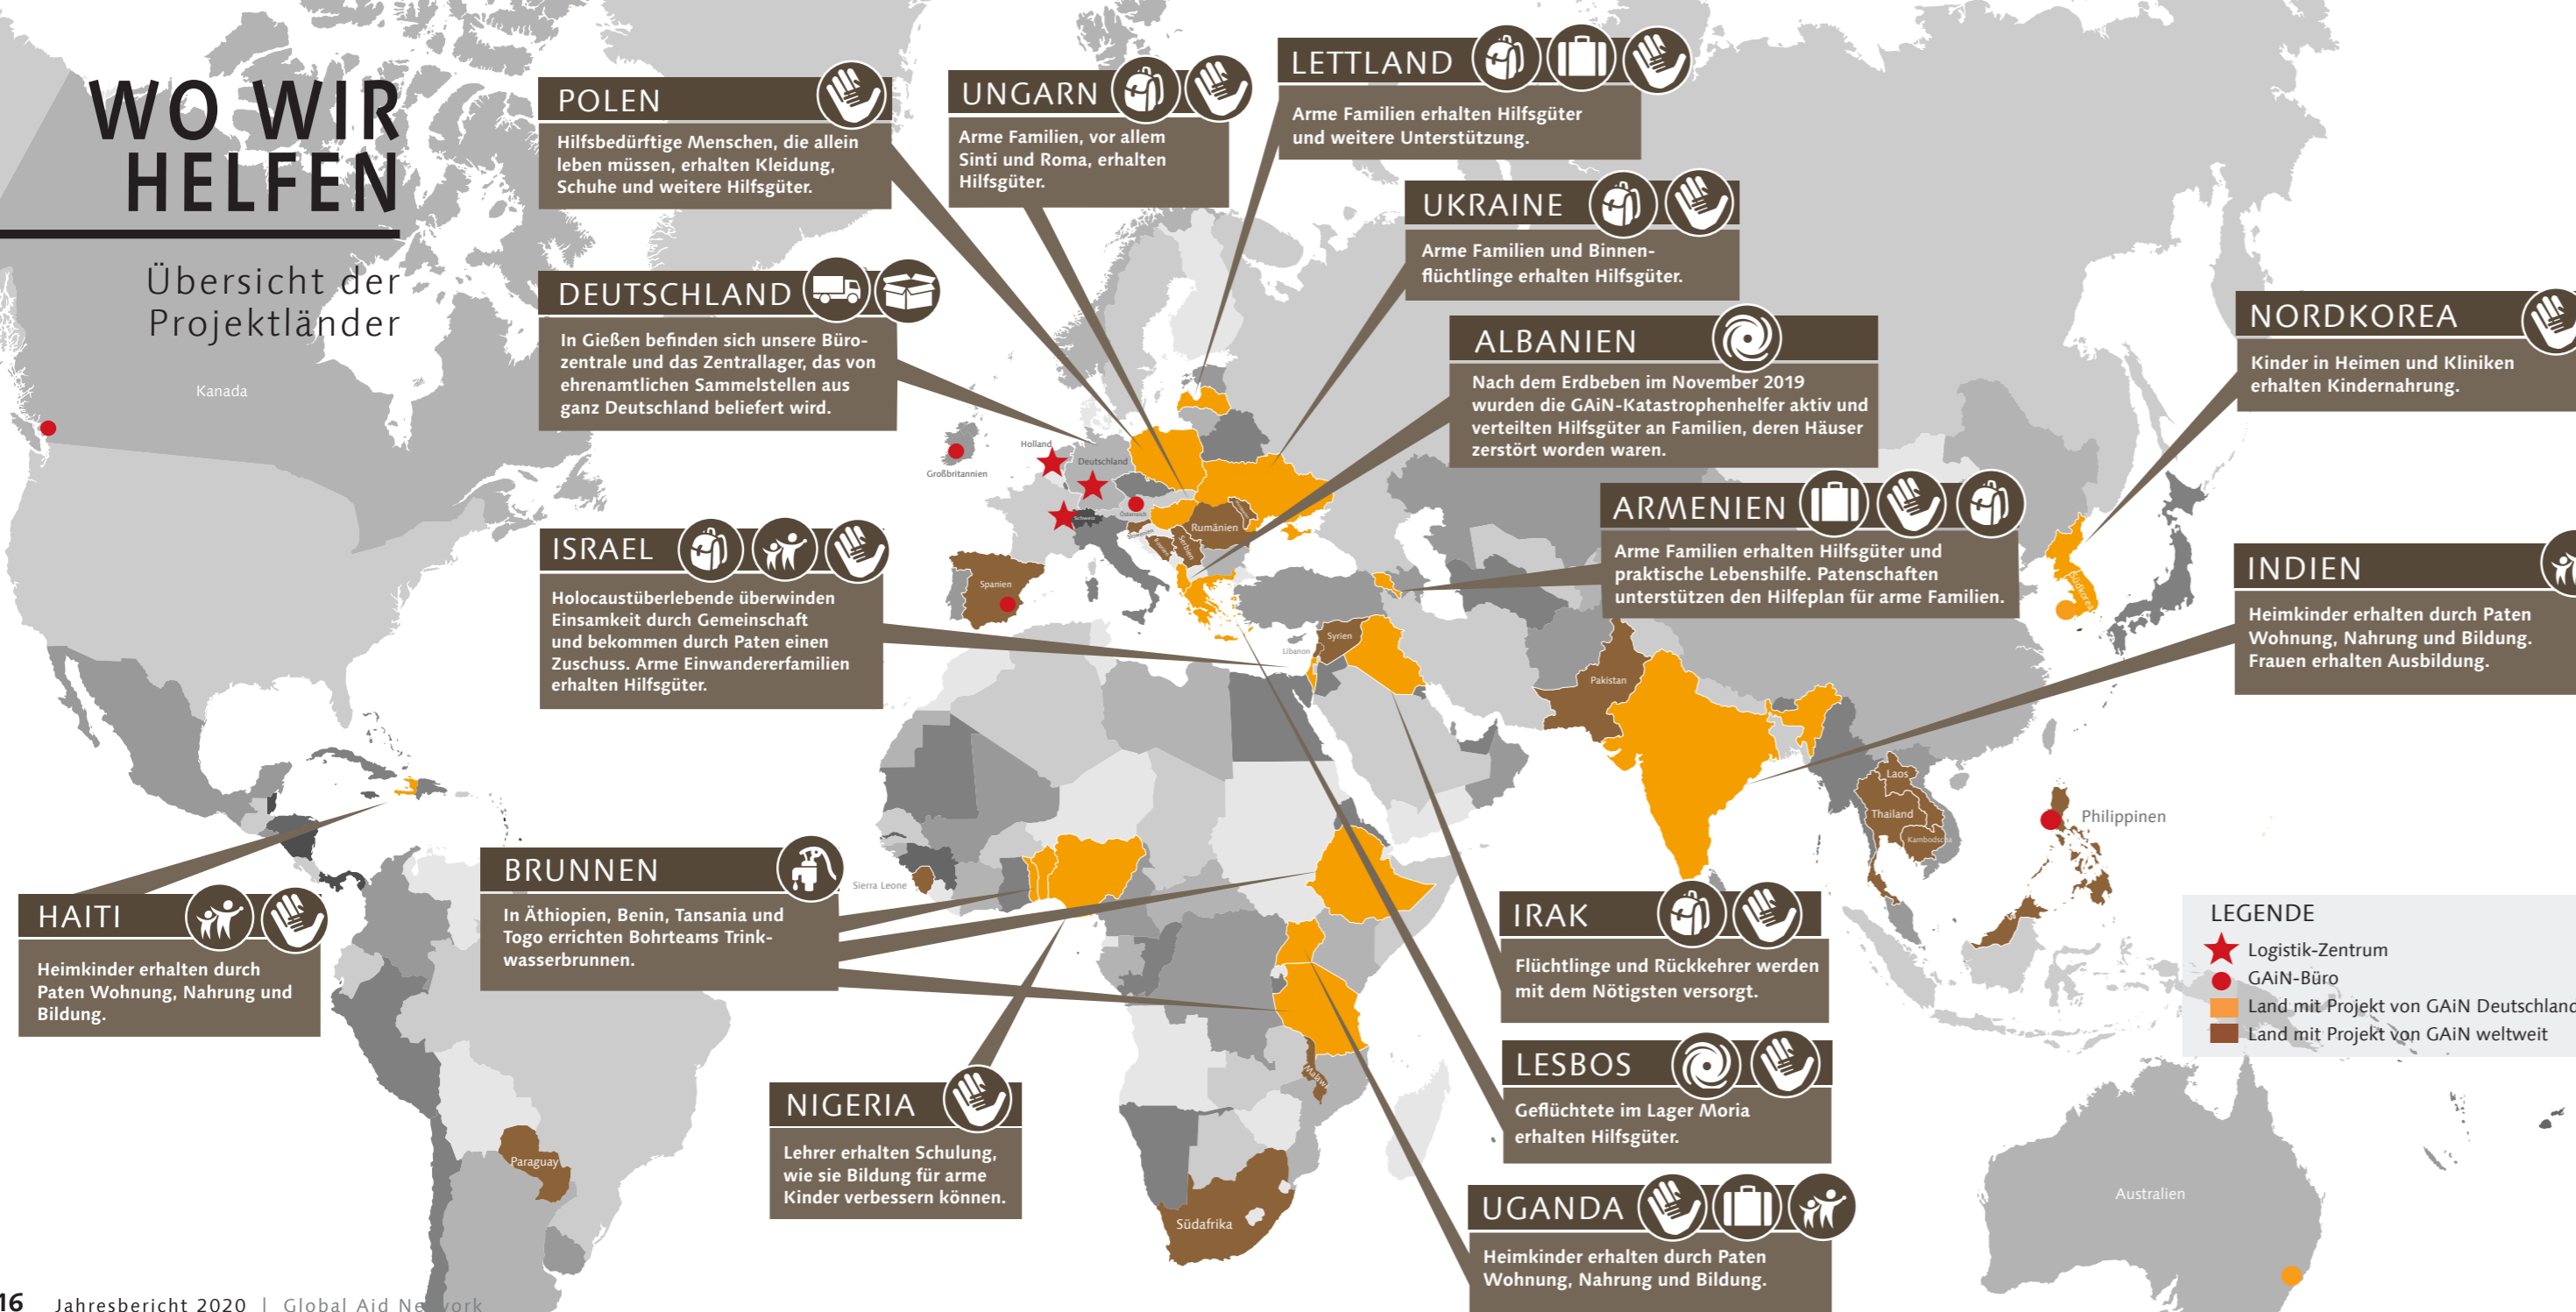 WO WIR
HELFEN
Übersicht der
Projektländer
POLEN
Hilfsbedürftige Menschen, die allein
leben müssen, erhalten Kleidung,
Schuhe und weitere Hilfsgüter.
UNGARN
Arme Familien, vor allem
Sinti und Roma, erhalten
Hilfsgüter.
LETTLAND
Arme Familien erhalten Hilfsgüter
und weitere Unterstützung.
UKRAINE
Arme Familien und Binnen-
flüchtlinge erhalten Hilfsgüter.
DEUTSCHLAND
In Gießen befinden sich unsere Büro-
zentrale und das Zentrallager, das von
ehrenamtlichen Sammelstellen aus
ganz Deutschland beliefert wird.
ALBANIEN
Nach dem Erdbeben im November 2019
wurden die GAiN-Katastrophenhelfer aktiv und
verteilten Hilfsgüter an Familien, deren Häuser
zerstört worden waren.
NORDKOREA
Kinder in Heimen und Kliniken
erhalten Kindernahrung.
ARMENIEN
Arme Familien erhalten Hilfsgüter und
praktische Lebenshilfe. Patenschaften
unterstützen den Hilfeplan für arme Familien.
ISRAEL
Holocaustüberlebende überwinden
Einsamkeit durch Gemeinschaft
und bekommen durch Paten einen
Zuschuss. Arme Einwandererfamilien
erhalten Hilfsgüter.
INDIEN
Heimkinder erhalten durch Paten
Wohnung, Nahrung und Bildung.
Frauen erhalten Ausbildung.
HAITI
Heimkinder erhalten durch
Paten Wohnung, Nahrung und
Bildung.
BRUNNEN
In Äthiopien, Benin, Tansania und
Togo errichten Bohrteams Trink-
wasserbrunnen.
NIGERIA
Lehrer erhalten Schulung,
wie sie Bildung für arme
Kinder verbessern können.
IRAK
Flüchtlinge und Rückkehrer werden
mit dem Nötigsten versorgt.
LESBOS
Geflüchtete im Lager Moria
erhalten Hilfsgüter.
UGANDA
Heimkinder erhalten durch Paten
Wohnung, Nahrung und Bildung.
Kanada
Großbritannien
Holland
Deutschland
Schweiz
Österreich
Rumänien
Serbien
Spanien
Syrien
Libanon
Pakistan
Südkorea
Laos
Thailand
Kambodscha
Philippinen
Sierra Leone
Malawi
Südafrika
Paraguay
Australien
LEGENDE
Logistik-Zentrum
GAiN-Büro
Land mit Projekt von GAiN Deutschland
Land mit Projekt von GAiN weltweit
16 Jahresbericht 2020 | Global Aid Network